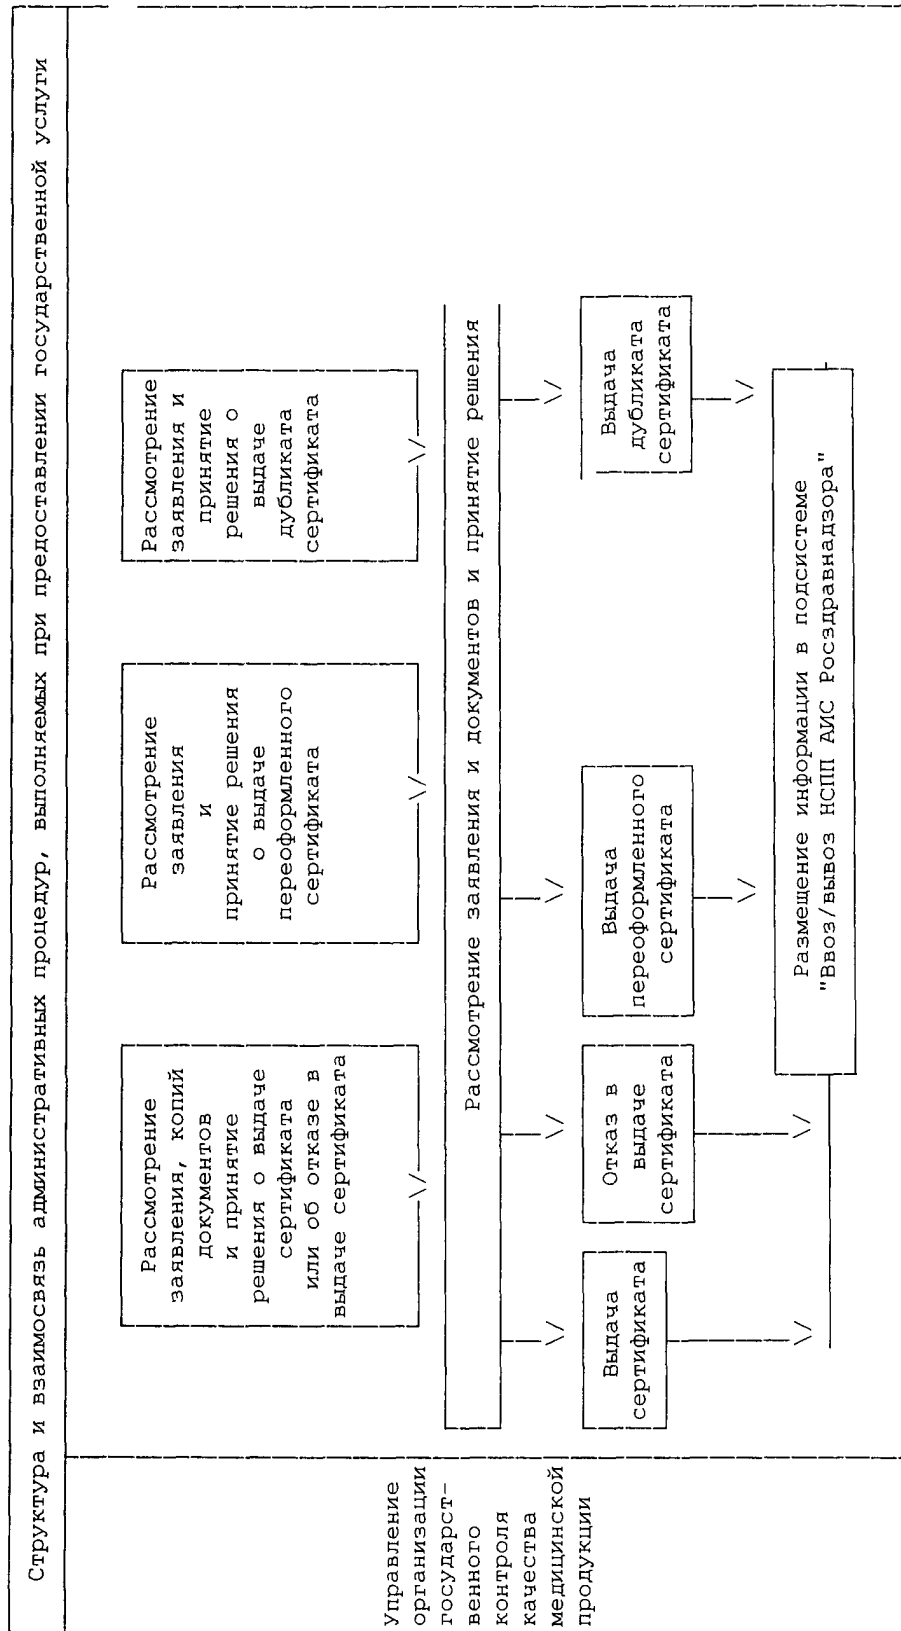 Структура и взаимосвязь административных процедур, выполняемых при предоставлении государственной услуги
Управление
организации
государст-
венного
контроля
качества
медицинской
продукции
Рассмотрение
заявления, копий
документов
и принятие
решения о выдаче
сертификата
или об отказе в
выдаче сертификата
Рассмотрение
заявления
и
принятие решения
о выдаче
переоформленного
сертификата
Рассмотрение
заявления и
принятие
решения о
выдаче
дубликата
сертификата
Рассмотрение заявления и документов и принятие решения
Выдача
сертификата
Отказ в
выдаче
сертификата
Выдача
переоформленного
сертификата
Выдача
дубликата
сертификата
Размещение информации в подсистеме
"Ввоз/вывоз НСПП АИС Росздравнадзора"